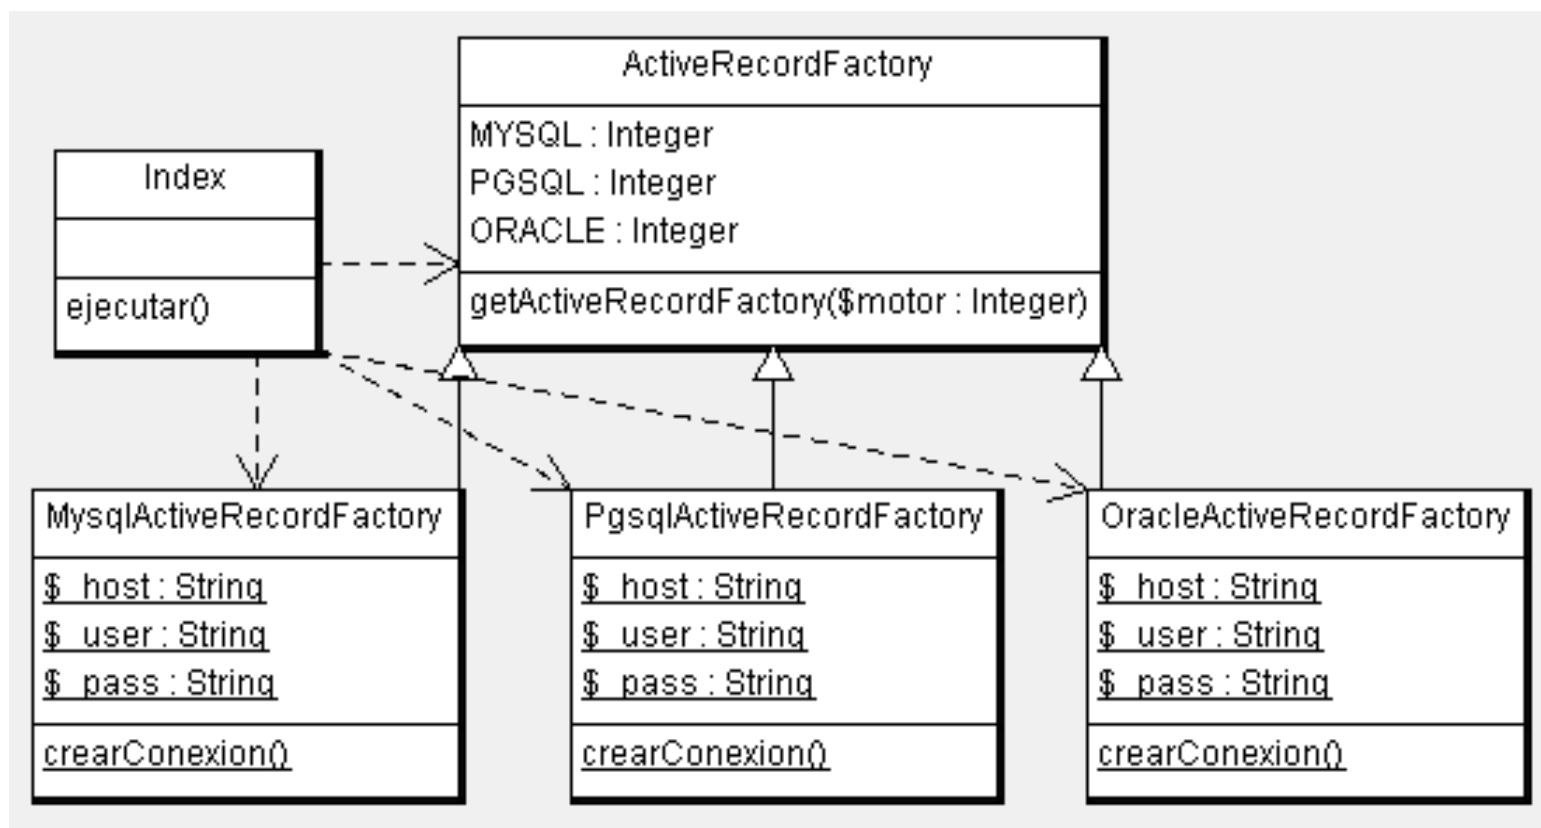 ActiveRecordFactory
MYSQL : Integer
PGSQL : Integer
ORACLE : Integer
getActiveRecordFactory($motor : Integer)
Index
ejecutar()
MysqlActiveRecordFactory
$_host : String
$_user : String
$_pass : String
crearConexion()
PgsqlActiveRecordFactory
$_host : String
$_user : String
$_pass : String
crearConexion()
OracleActiveRecordFactory
$_host : String
$_user : String
$_pass : String
crearConexion()